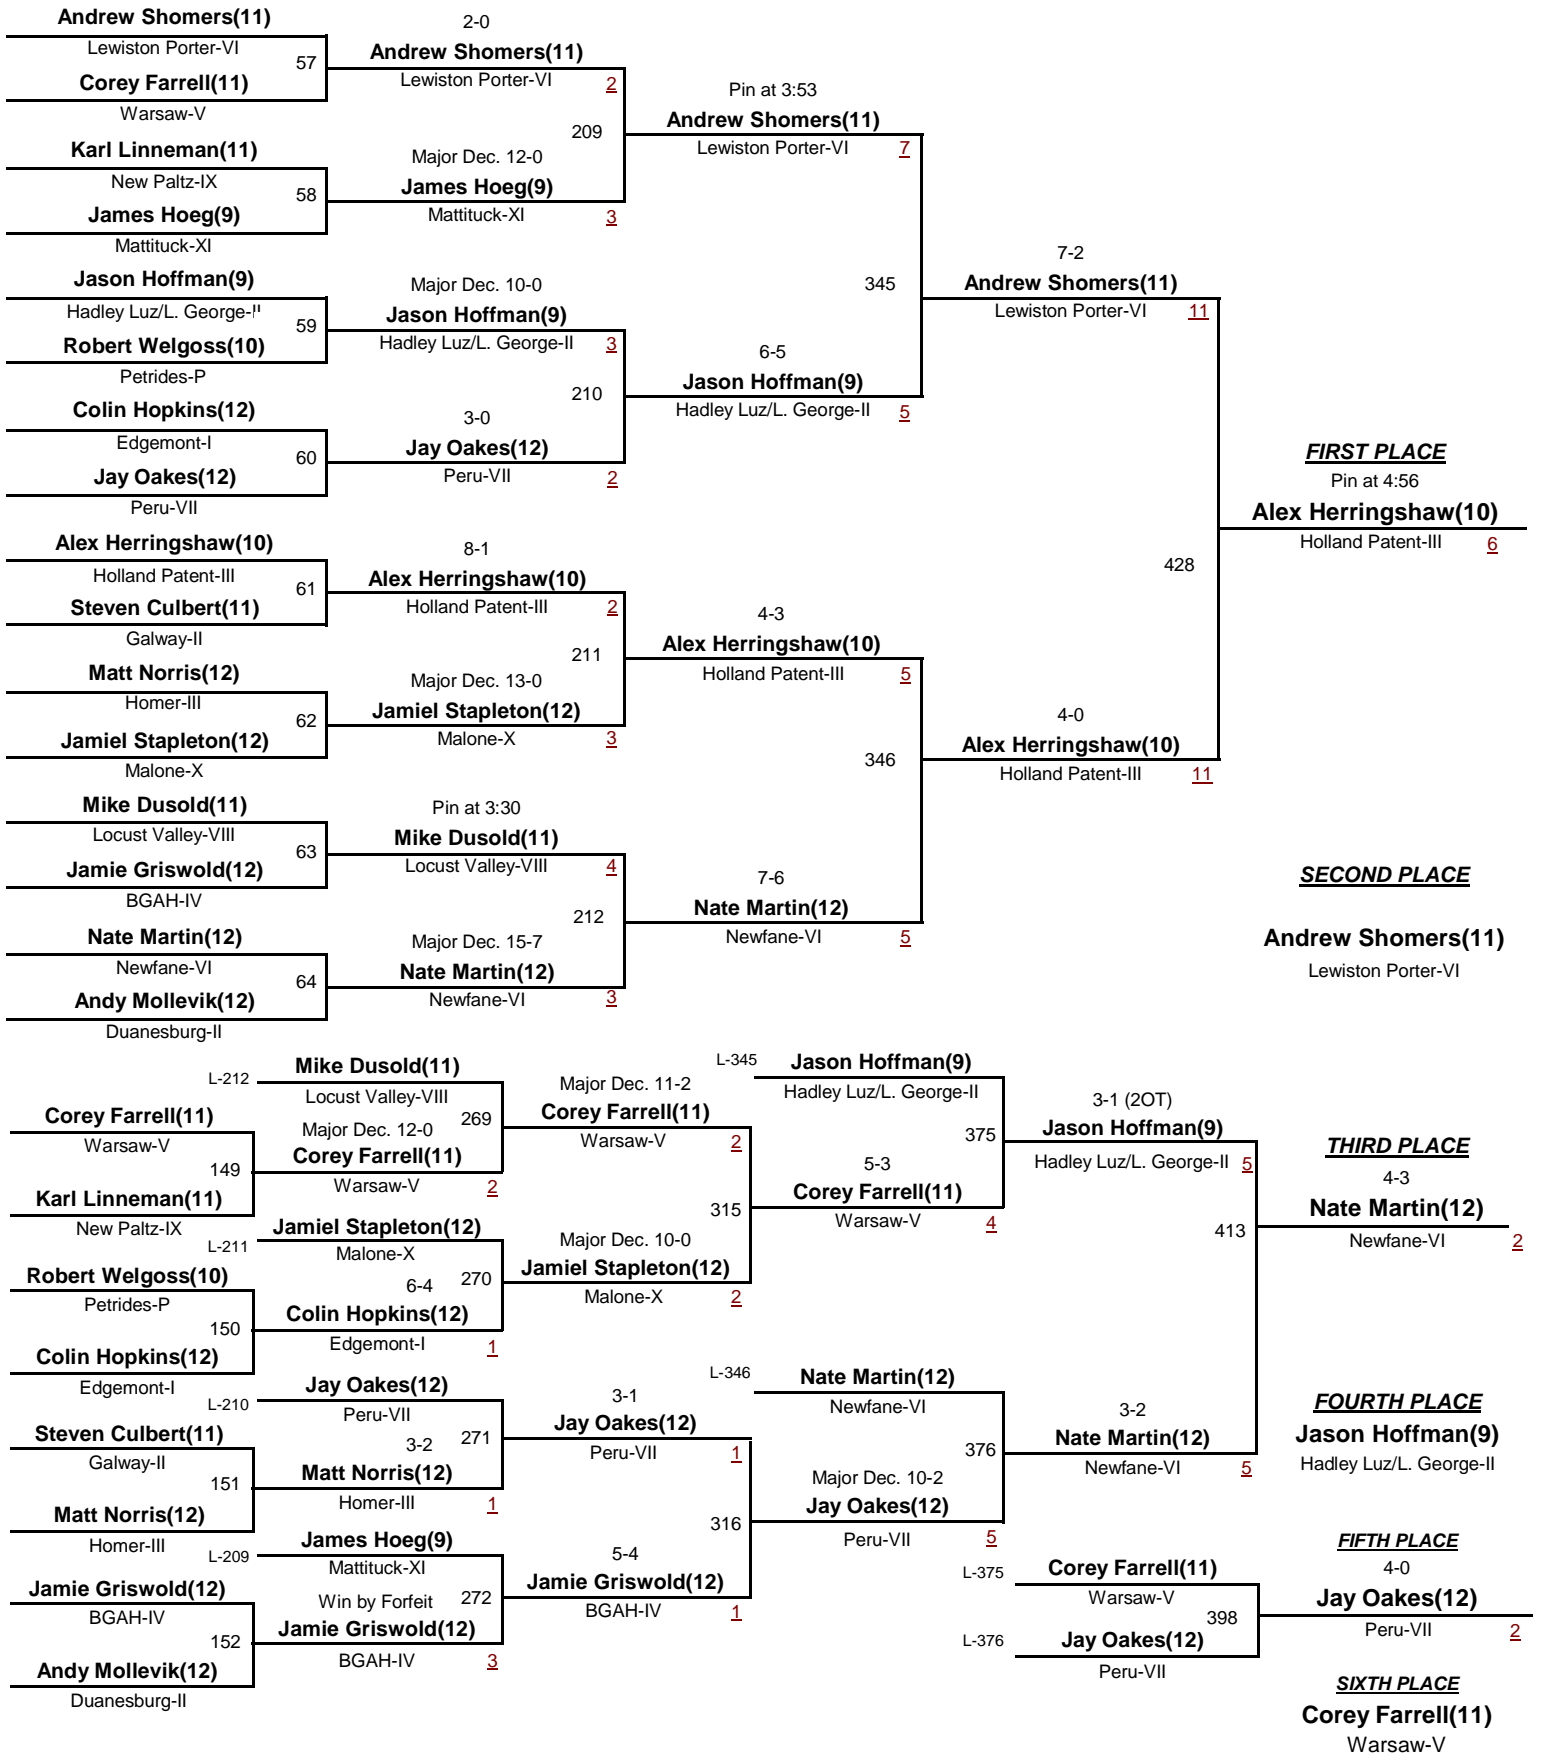 Andrew Shomers(11)
Lewiston Porter-VI
57
Corey Farrell(11)
Warsaw-V
2-0
Andrew Shomers(11)
Lewiston Porter-VI
2
Karl Linneman(11)
New Paltz-IX
58
James Hoeg(9)
Mattituck-XI
209
Major Dec. 12-0
James Hoeg(9)
Mattituck-XI
3
Pin at 3:53
Andrew Shomers(11)
Lewiston Porter-VI
7
Jason Hoffman(9)
Hadley Luz/L. George-II
59
Robert Welgoss(10)
Petrides-P
Major Dec. 10-0
Jason Hoffman(9)
Hadley Luz/L. George-II
3
Colin Hopkins(12)
Edgemont-I
60
Jay Oakes(12)
Peru-VII
210
3-0
Jay Oakes(12)
Peru-VII
2
6-5
Jason Hoffman(9)
Hadley Luz/L. George-II
5
345
7-2
Andrew Shomers(11)
Lewiston Porter-VI
11
Alex Herringshaw(10)
Holland Patent-III
61
Steven Culbert(11)
Galway-II
8-1
Alex Herringshaw(10)
Holland Patent-III
2
Matt Norris(12)
Homer-III
62
Jamiel Stapleton(12)
Malone-X
211
Major Dec. 13-0
Jamiel Stapleton(12)
Malone-X
3
4-3
Alex Herringshaw(10)
Holland Patent-III
5
Mike Dusold(11)
Locust Valley-VIII
63
Jamie Griswold(12)
BGAH-IV
Pin at 3:30
Mike Dusold(11)
Locust Valley-VIII
4
Nate Martin(12)
Newfane-VI
64
Andy Mollevik(12)
Duanesburg-II
212
Major Dec. 15-7
Nate Martin(12)
Newfane-VI
3
7-6
Nate Martin(12)
Newfane-VI
5
346
4-0
Alex Herringshaw(10)
Holland Patent-III
11
428
FIRST PLACE
Pin at 4:56
Alex Herringshaw(10)
Holland Patent-III
6
SECOND PLACE
Andrew Shomers(11)
Lewiston Porter-VI
L-212
Mike Dusold(11)
Locust Valley-VIII
269
Corey Farrell(11)
Warsaw-V
149
Karl Linneman(11)
New Paltz-IX
Major Dec. 12-0
Corey Farrell(11)
Warsaw-V
2
Major Dec. 11-2
Corey Farrell(11)
Warsaw-V
2
L-211
Jamiel Stapleton(12)
Malone-X
270
Robert Welgoss(10)
Petrides-P
150
Colin Hopkins(12)
Edgemont-I
6-4
Colin Hopkins(12)
Edgemont-I
1
315
Major Dec. 10-0
Jamiel Stapleton(12)
Malone-X
2
L-345
Jason Hoffman(9)
Hadley Luz/L. George-II
375
5-3
Corey Farrell(11)
Warsaw-V
4
3-1 (2OT)
Jason Hoffman(9)
Hadley Luz/L. George-II
5
L-210
Jay Oakes(12)
Peru-VII
271
Steven Culbert(11)
Galway-II
151
Matt Norris(12)
Homer-III
3-2
Matt Norris(12)
Homer-III
1
3-1
Jay Oakes(12)
Peru-VII
1
L-209
James Hoeg(9)
Mattituck-XI
272
Jamie Griswold(12)
BGAH-IV
152
Andy Mollevik(12)
Duanesburg-II
Win by Forfeit
Jamie Griswold(12)
BGAH-IV
3
316
5-4
Jamie Griswold(12)
BGAH-IV
1
L-346
Nate Martin(12)
Newfane-VI
376
Major Dec. 10-2
Jay Oakes(12)
Peru-VII
5
3-2
Nate Martin(12)
Newfane-VI
5
413
THIRD PLACE
4-3
Nate Martin(12)
Newfane-VI
2
FOURTH PLACE
Jason Hoffman(9)
Hadley Luz/L. George-II
L-375
Corey Farrell(11)
Warsaw-V
398
L-376
Jay Oakes(12)
Peru-VII
FIFTH PLACE
4-0
Jay Oakes(12)
Peru-VII
2
SIXTH PLACE
Corey Farrell(11)
Warsaw-V